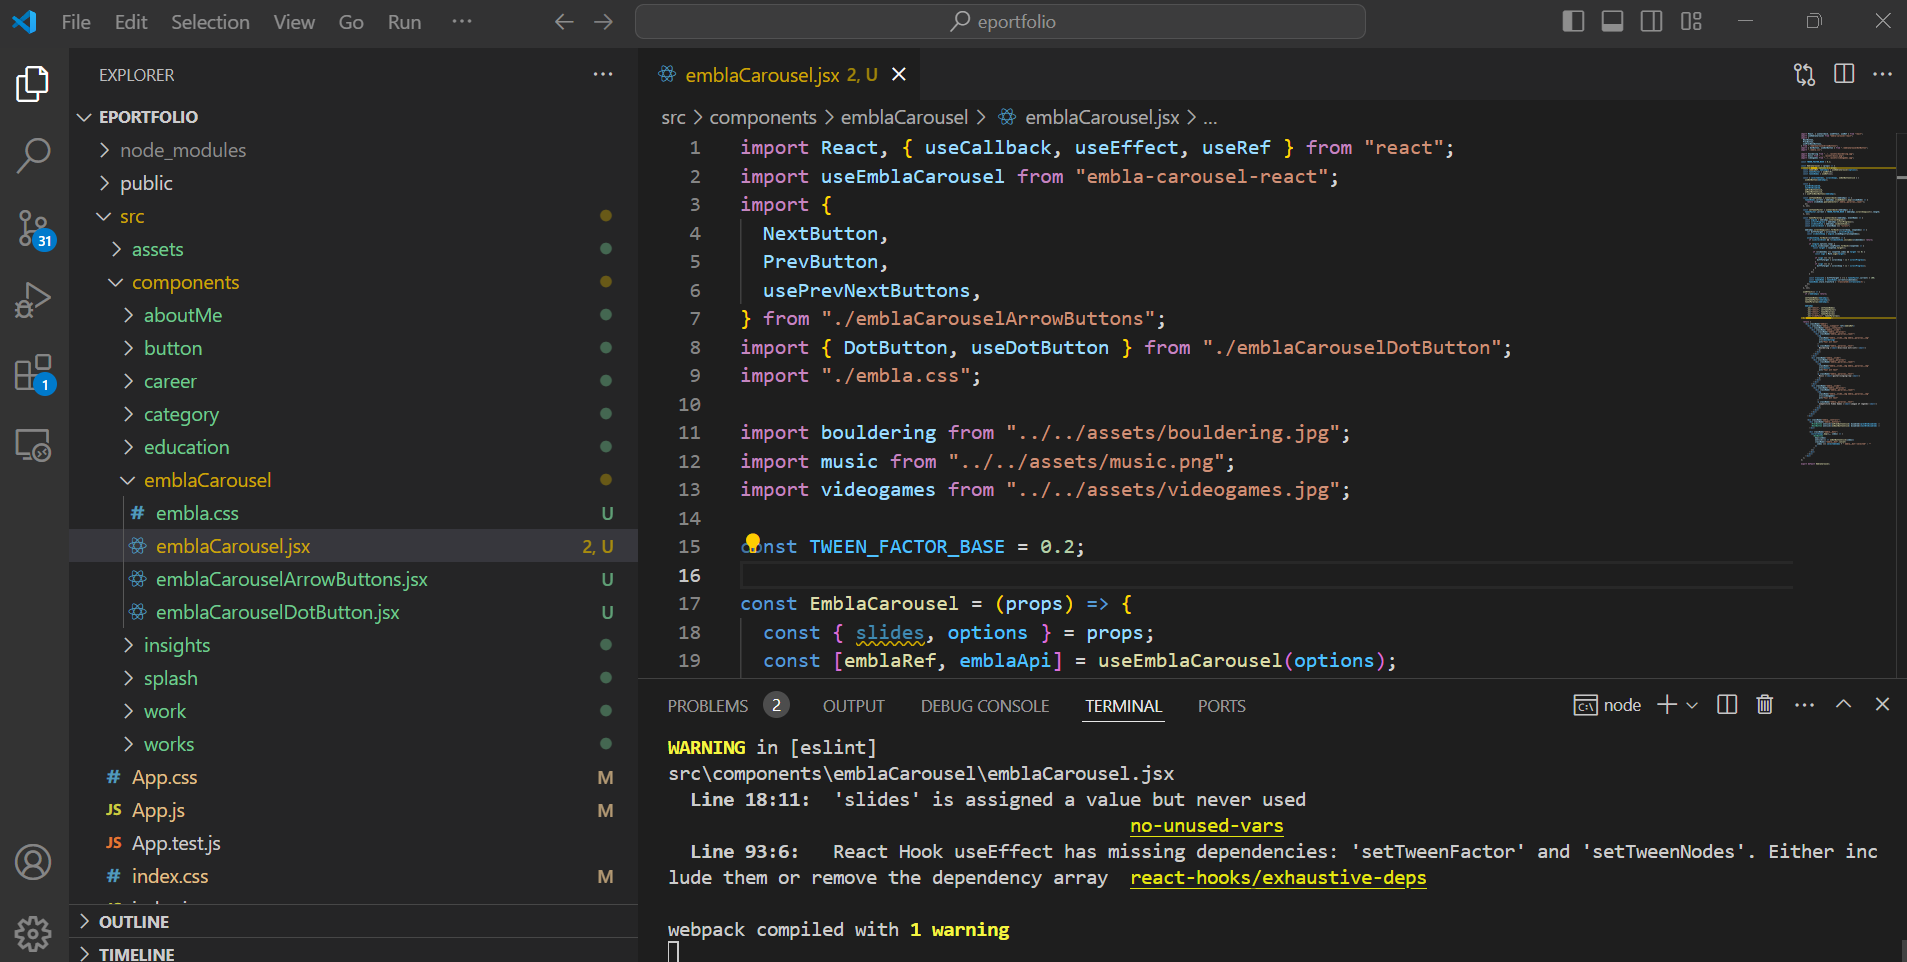 File Edit Selection View Go Run ··· eportfolio
EXPLORER ···
EPORTFOLIO
node_modules
public
src
assets
components
aboutMe
button
career
category
education
emblaCarousel
# embla.css U
emblaCarousel.jsx 2, U
emblaCarouselArrowButtons.jsx U
emblaCarouselDotButton.jsx U
insights
splash
work
works
# App.css M
JS App.js M
JS App.test.js
# index.css M
OUTLINE
TIMELINE
31
1
emblaCarousel.jsx 2, U
src > components > emblaCarousel > emblaCarousel.jsx > ...
1 import React, { useCallback, useEffect, useRef } from "react";
2 import useEmblaCarousel from "embla-carousel-react";
3 import {
4 NextButton,
5 PrevButton,
6 usePrevNextButtons,
7 } from "./emblaCarouselArrowButtons";
8 import { DotButton, useDotButton } from "./emblaCarouselDotButton";
9 import "./embla.css";
10
11 import bouldering from "../../assets/bouldering.jpg";
12 import music from "../../assets/music.png";
13 import videogames from "../../assets/videogames.jpg";
14
15 const TWEEN_FACTOR_BASE = 0.2;
16
17 const EmblaCarousel = (props) => {
18 const { slides, options } = props;
19 const [emblaRef, emblaApi] = useEmblaCarousel(options);
PROBLEMS 2 OUTPUT DEBUG CONSOLE TERMINAL PORTS node
WARNING in [eslint]
src\components\emblaCarousel\emblaCarousel.jsx
Line 18:11: 'slides' is assigned a value but never used
no-unused-vars
Line 93:6: React Hook useEffect has missing dependencies: 'setTweenFactor' and 'setTweenNodes'. Either inc
lude them or remove the dependency array react-hooks/exhaustive-deps
webpack compiled with 1 warning